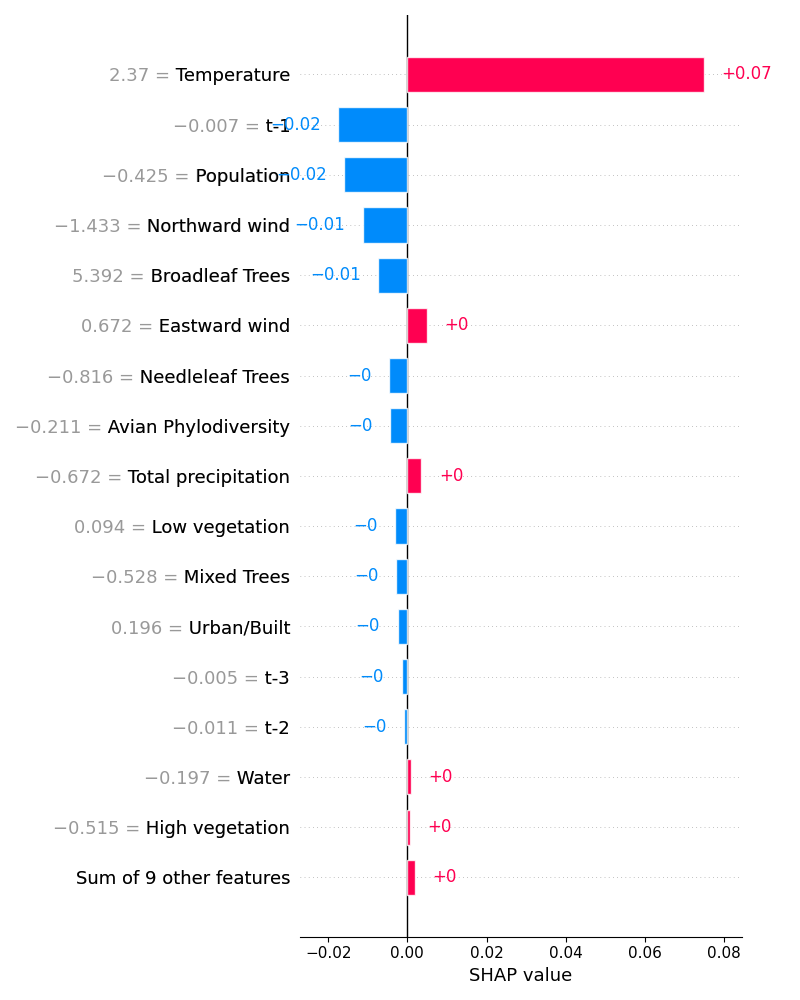 2.37 = Temperature +0.07
−0.007 = t-1 −0.02
−0.425 = Population −0.02
−1.433 = Northward wind −0.01
5.392 = Broadleaf Trees −0.01
0.672 = Eastward wind +0
−0.816 = Needleleaf Trees −0
−0.211 = Avian Phylodiversity −0
−0.672 = Total precipitation +0
0.094 = Low vegetation −0
−0.528 = Mixed Trees −0
0.196 = Urban/Built −0
−0.005 = t-3 −0
−0.011 = t-2 −0
−0.197 = Water +0
−0.515 = High vegetation +0
Sum of 9 other features +0
−0.02 0.00 0.02 0.04 0.06 0.08
SHAP value